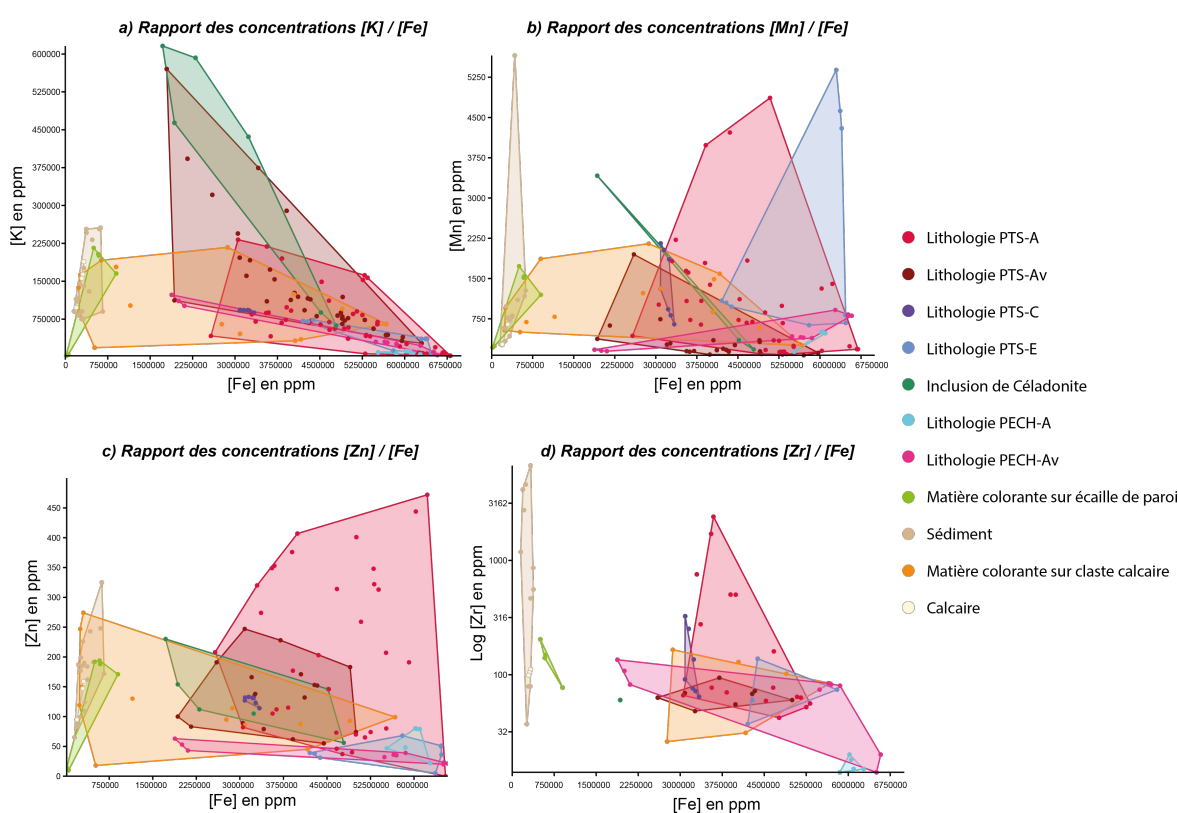 a) Rapport des concentrations [K] / [Fe]
600000
525000
450000
375000
300000
225000
150000
750000
[K] en ppm
0 750000 1500000 2250000 3000000 3750000 4500000 5250000 6000000 6750000
[Fe] en ppm
b) Rapport des concentrations [Mn] / [Fe]
5250
4500
3750
3000
2250
1500
750
[Mn] en ppm
0 750000 1500000 2250000 3000000 3750000 4500000 5250000 6000000 6750000
[Fe] en ppm
c) Rapport des concentrations [Zn] / [Fe]
450
400
350
300
250
200
150
100
50
0
[Zn] en ppm
0 750000 1500000 2250000 3000000 3750000 4500000 5250000 6000000
[Fe] en ppm
d) Rapport des concentrations [Zr] / [Fe]
3162
1000
316
100
32
Log [Zr] en ppm
0 750000 1500000 2250000 3000000 3750000 4500000 5250000 6000000 6750000
[Fe] en ppm
Lithologie PTS-A
Lithologie PTS-Av
Lithologie PTS-C
Lithologie PTS-E
Inclusion de Céladonite
Lithologie PECH-A
Lithologie PECH-Av
Matière colorante sur écaille de paroi
Sédiment
Matière colorante sur claste calcaire
Calcaire